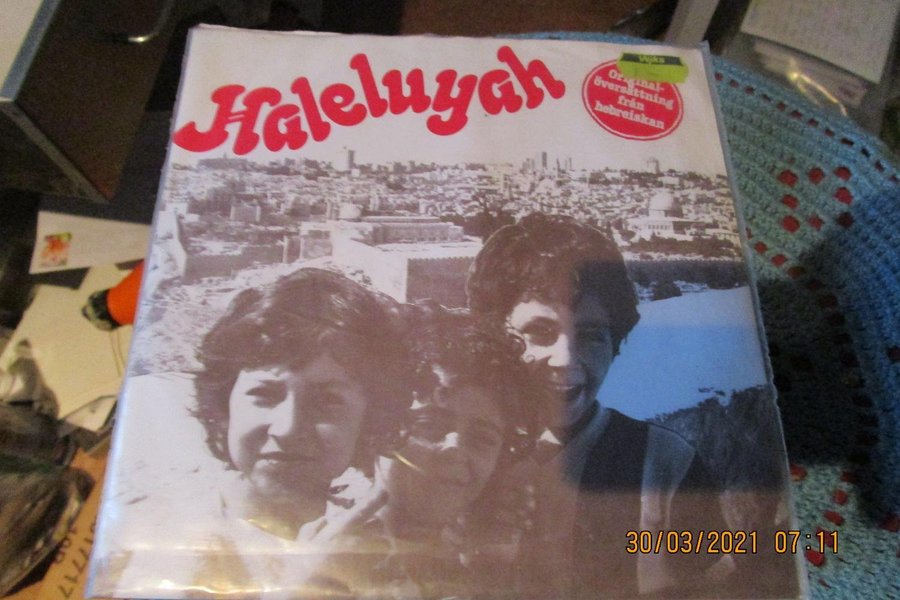 Haleluyah
Original-
översättning
från
hebreiskan
30/03/2021 07:11